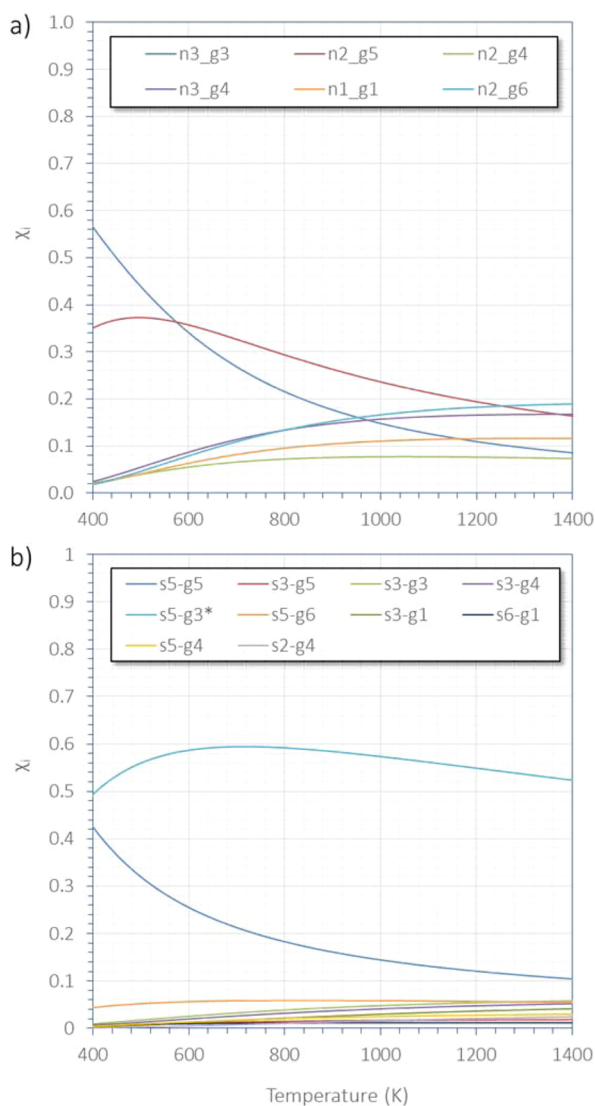 a)
1.0
0.9
0.8
0.7
0.6
0.5
0.4
0.3
0.2
0.1
0.0
χi
n3_g3 n2_g5 n2_g4
n3_g4 n1_g1 n2_g6
400 600 800 1000 1200 1400
b)
1
0.9
0.8
0.7
0.6
0.5
0.4
0.3
0.2
0.1
0
χi
s5-g5 s3-g5 s3-g3 s3-g4
s5-g3* s5-g6 s3-g1 s6-g1
s5-g4 s2-g4
400 600 800 1000 1200 1400
Temperature (K)